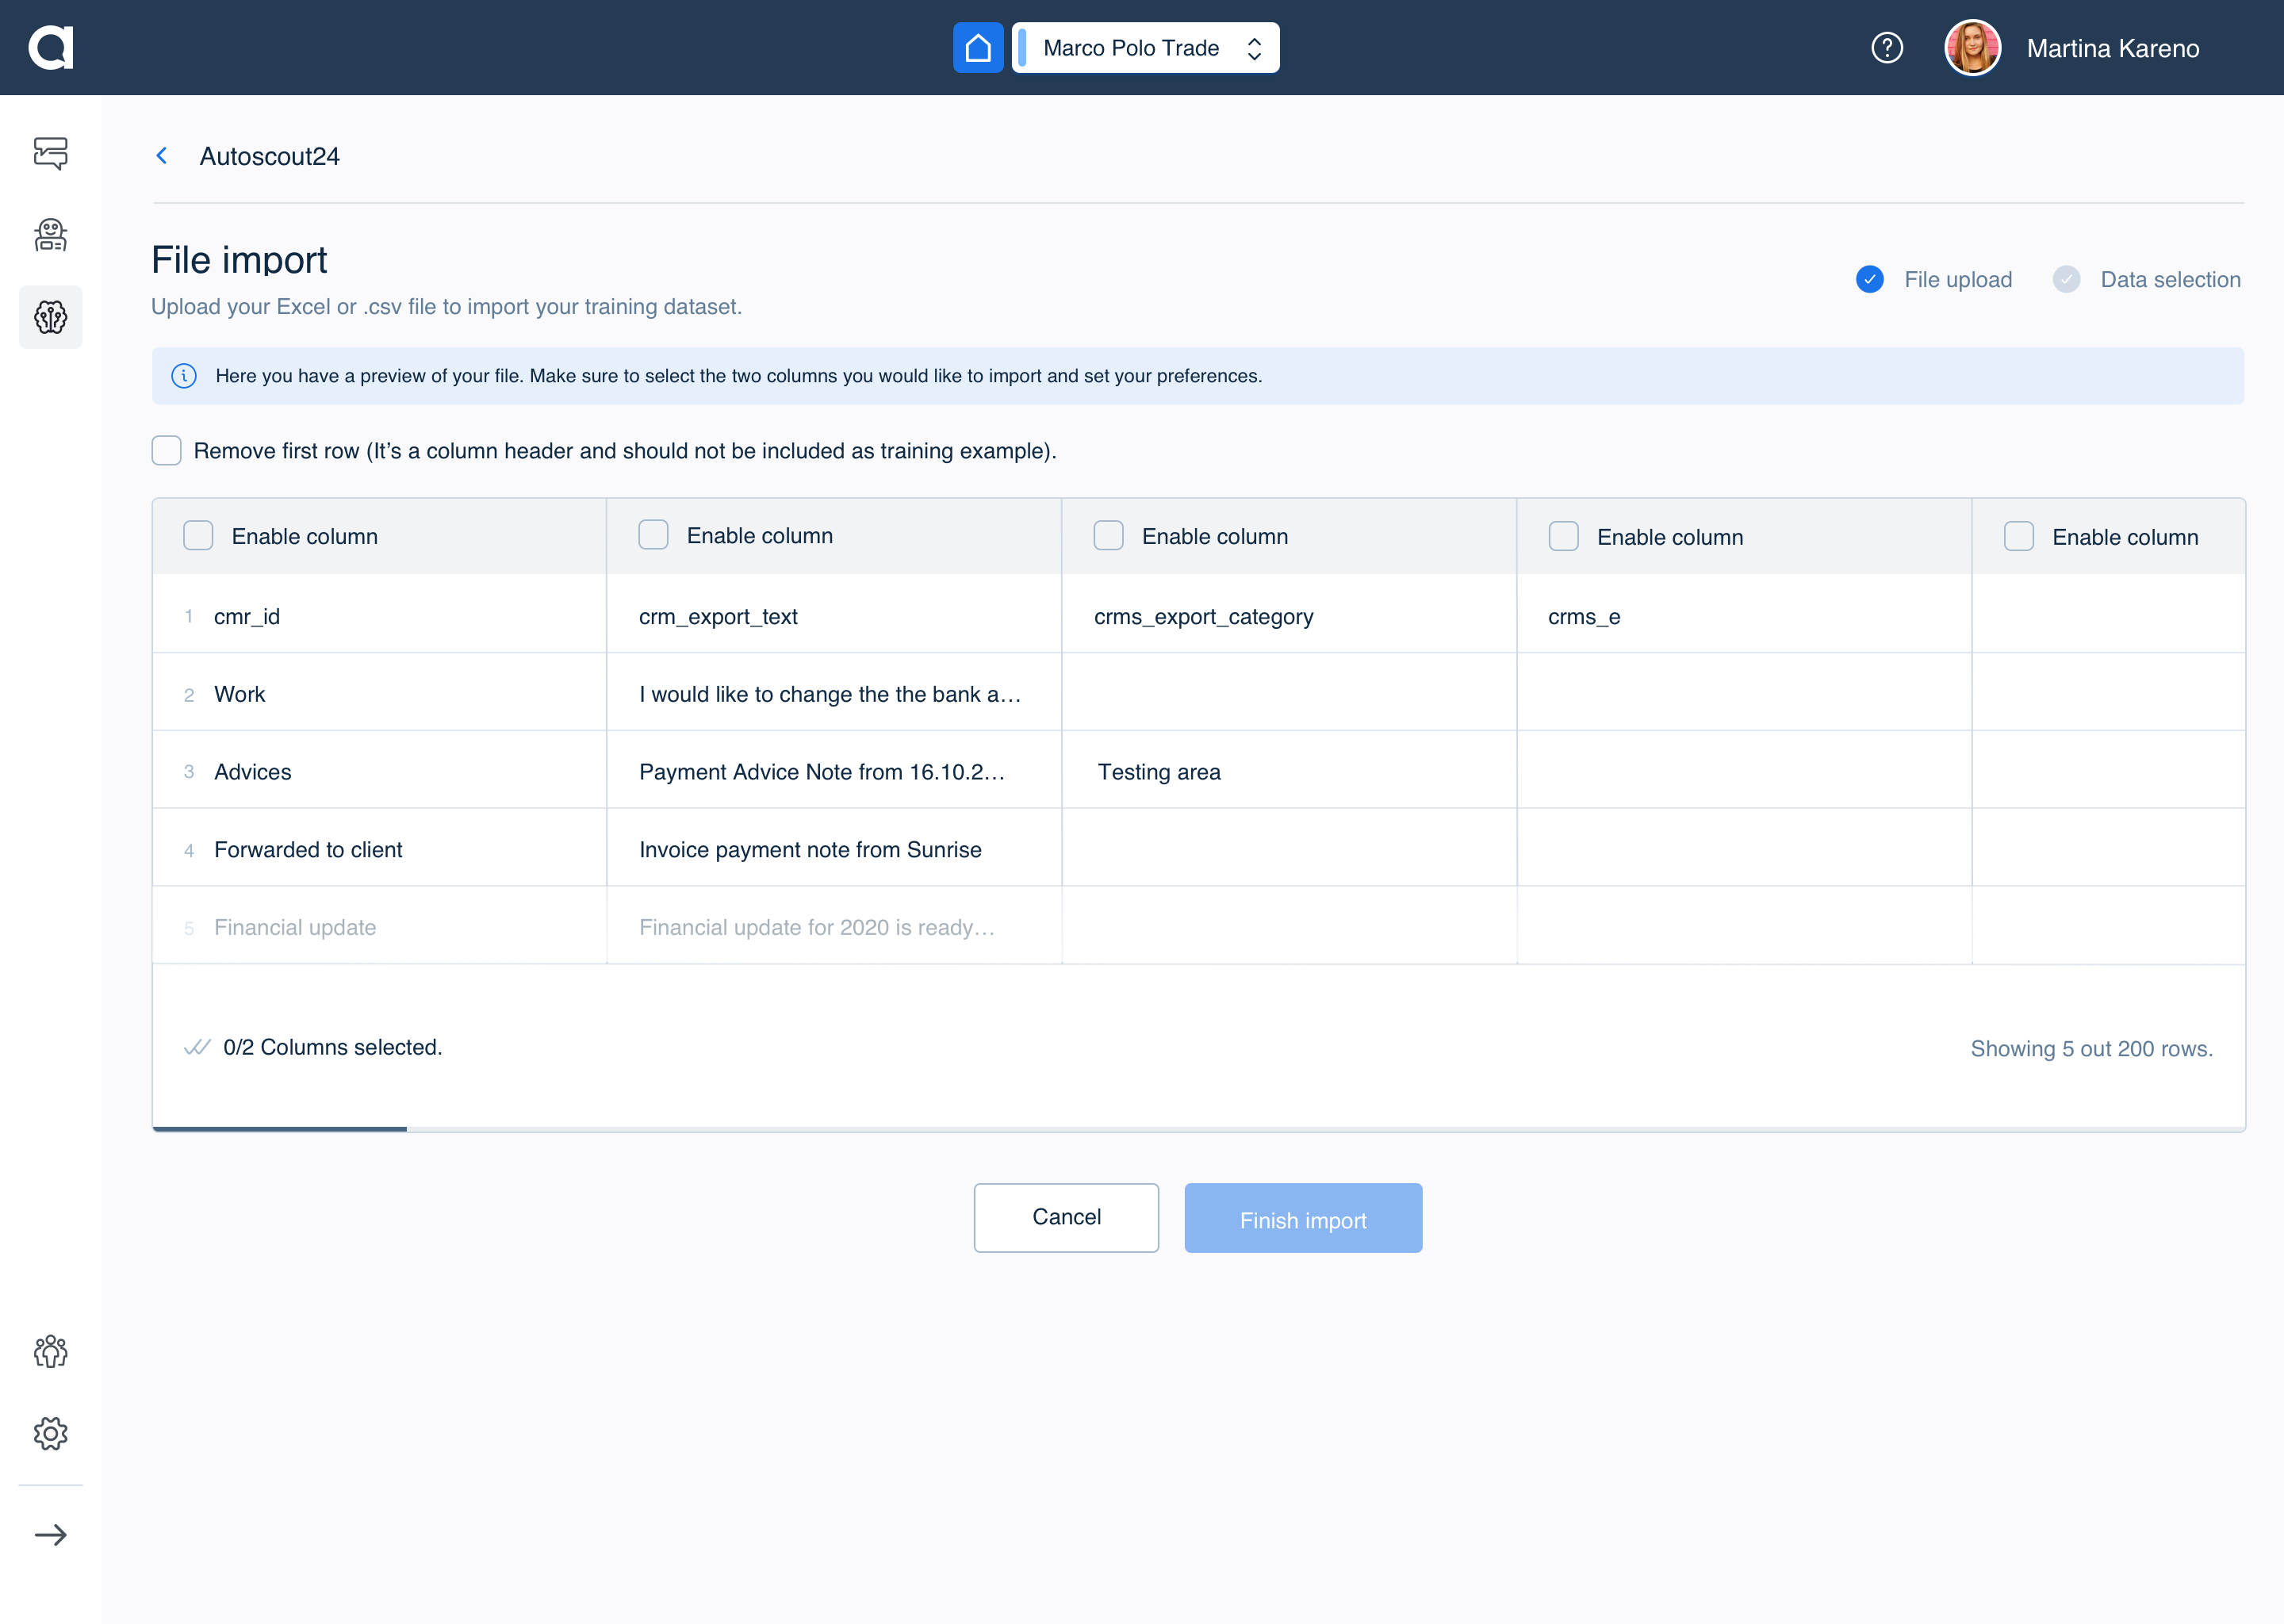 Marco Polo Trade
Martina Kareno
Autoscout24
File import
Upload your Excel or .csv file to import your training dataset.
File upload
Data selection
Here you have a preview of your file. Make sure to select the two columns you would like to import and set your preferences.
Remove first row (It’s a column header and should not be included as training example).
Enable column Enable column Enable column Enable column Enable column
1 cmr_id crm_export_text crms_export_category crms_e
2 Work I would like to change the the bank a…
3 Advices Payment Advice Note from 16.10.2… Testing area
4 Forwarded to client Invoice payment note from Sunrise
5 Financial update Financial update for 2020 is ready…
0/2 Columns selected.
Showing 5 out 200 rows.
Cancel
Finish import